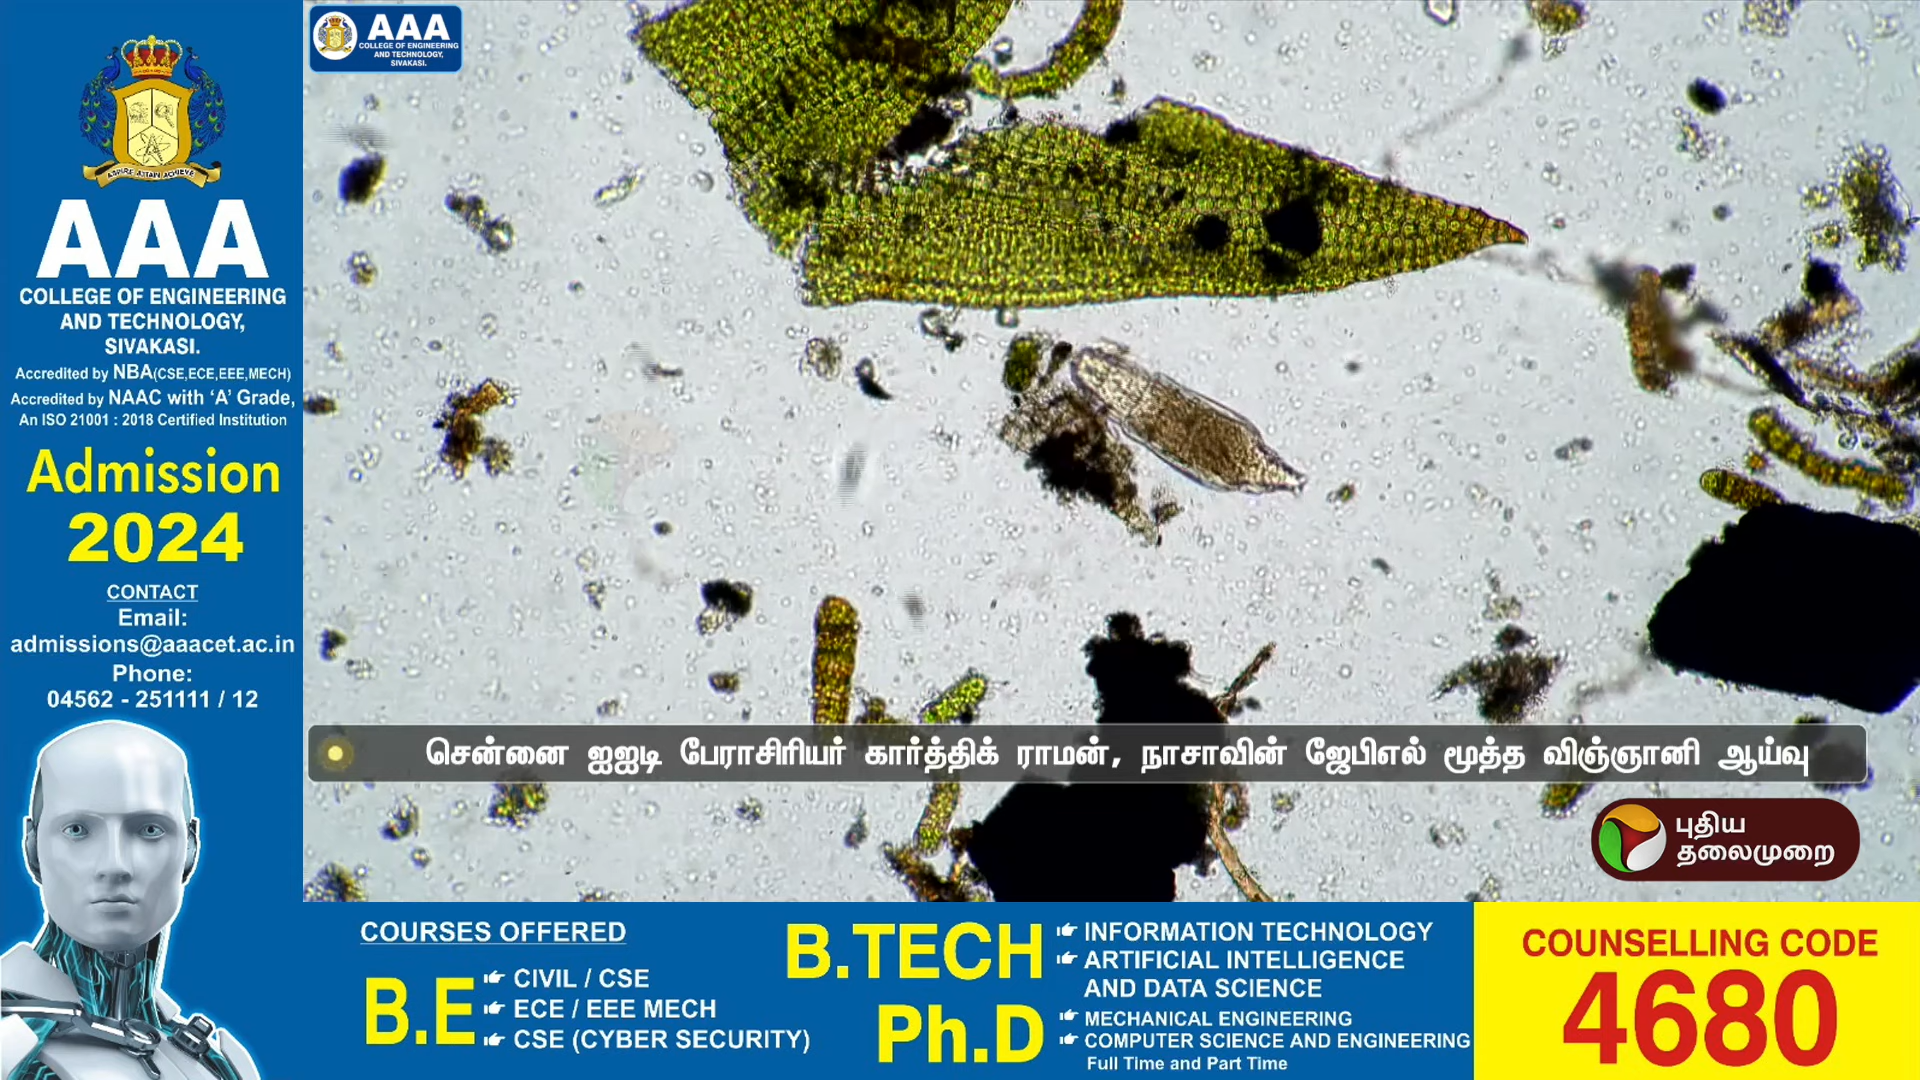 AAA
COLLEGE OF ENGINEERING
AND TECHNOLOGY,
SIVAKASI.
ASPIRE ATTAIN ACHIEVE
AAA
COLLEGE OF ENGINEERING
AND TECHNOLOGY,
SIVAKASI.
Accredited by NBA(CSE,ECE,EEE,MECH)
Accredited by NAAC with ‘A’ Grade,
An ISO 21001 : 2018 Certified Institution
Admission
2024
CONTACT
Email:
admissions@aaacet.ac.in
Phone:
04562 - 251111 / 12
சென்னை ஐஐடி பேராசிரியர் கார்த்திக் ராமன், நாசாவின் ஜேபிஎல் மூத்த விஞ்ஞானி ஆய்வு
புதிய
தலைமுறை
COURSES OFFERED
B.E
CIVIL / CSE
ECE / EEE MECH
CSE (CYBER SECURITY)
B.TECH
INFORMATION TECHNOLOGY
ARTIFICIAL INTELLIGENCE
AND DATA SCIENCE
Ph.D
MECHANICAL ENGINEERING
COMPUTER SCIENCE AND ENGINEERING
Full Time and Part Time
COUNSELLING CODE
4680